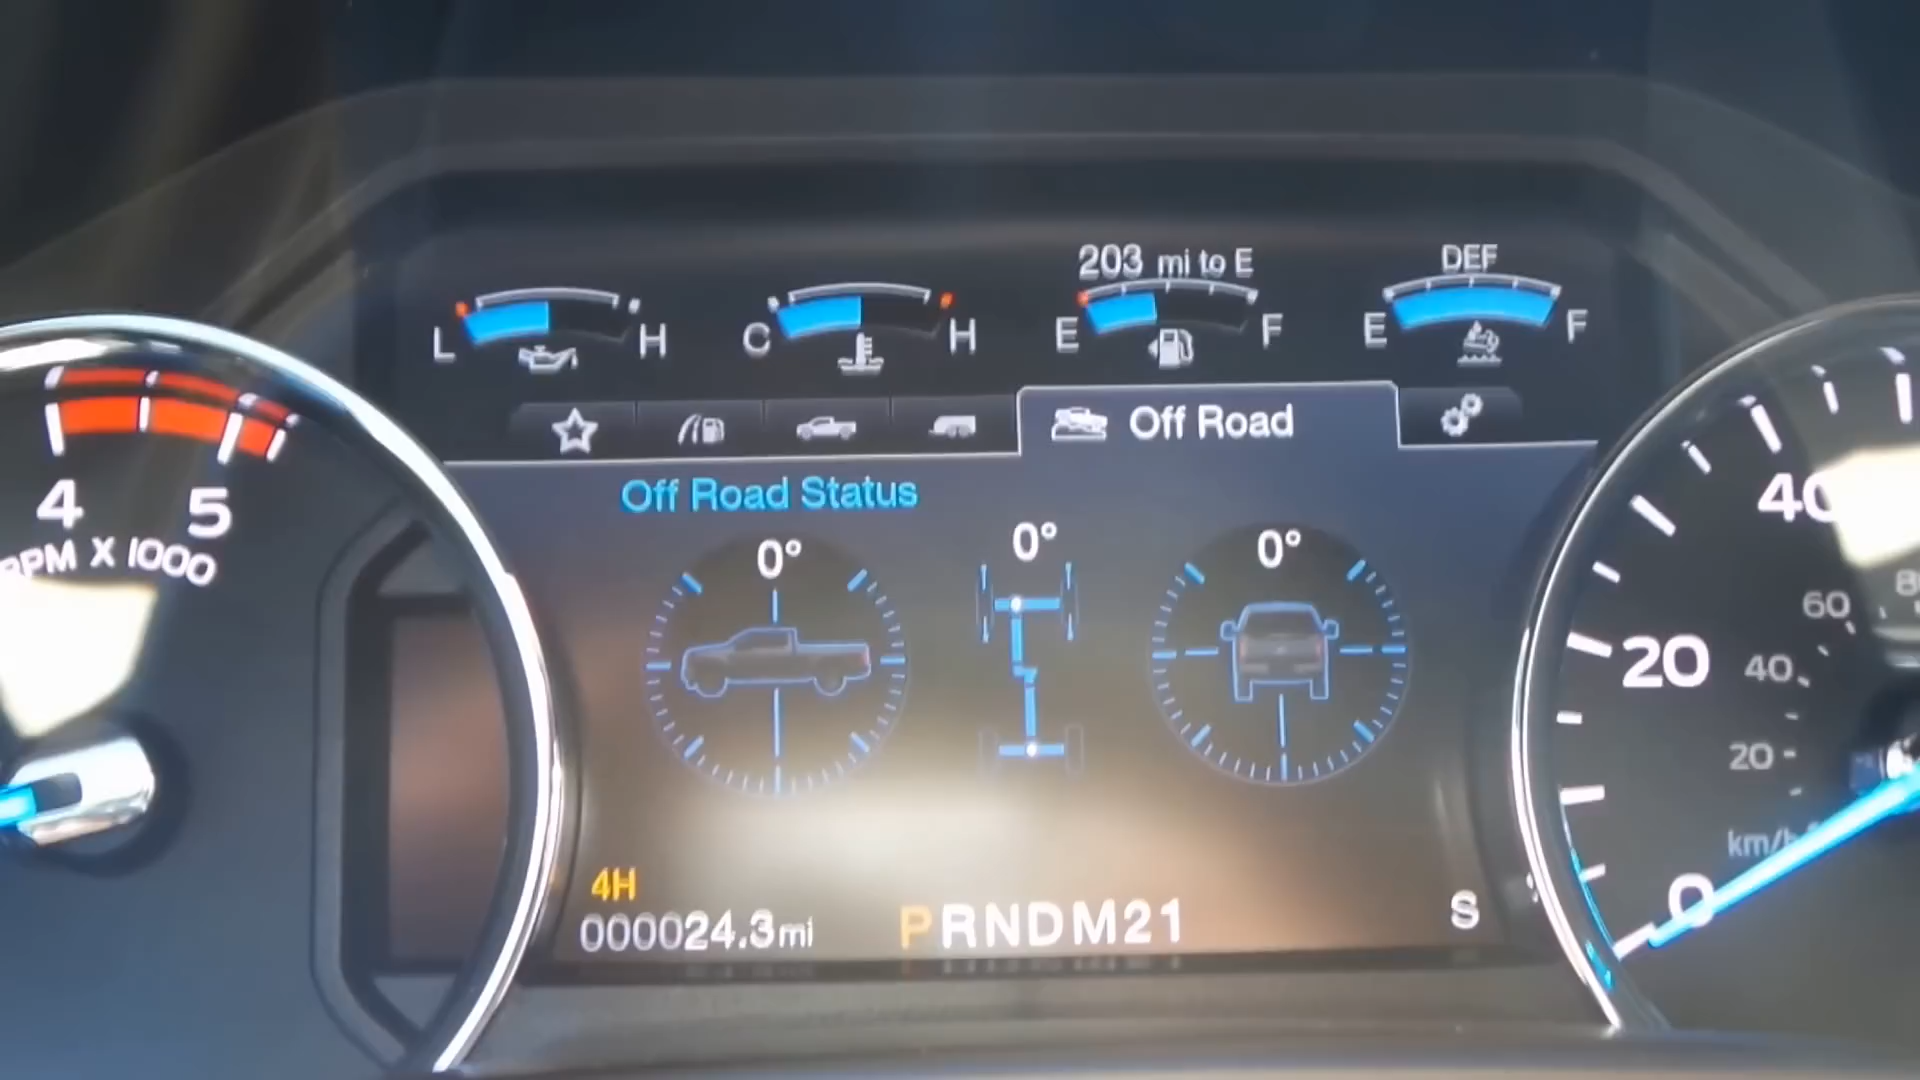 203 mi to E
DEF
L H
C H
E F
E F
Off Road
Off Road Status
0° 0° 0°
4 5
RPM X 1000
40
20
0
60
40
20
km/h
4H
000024.3mi
PRNDM21
S